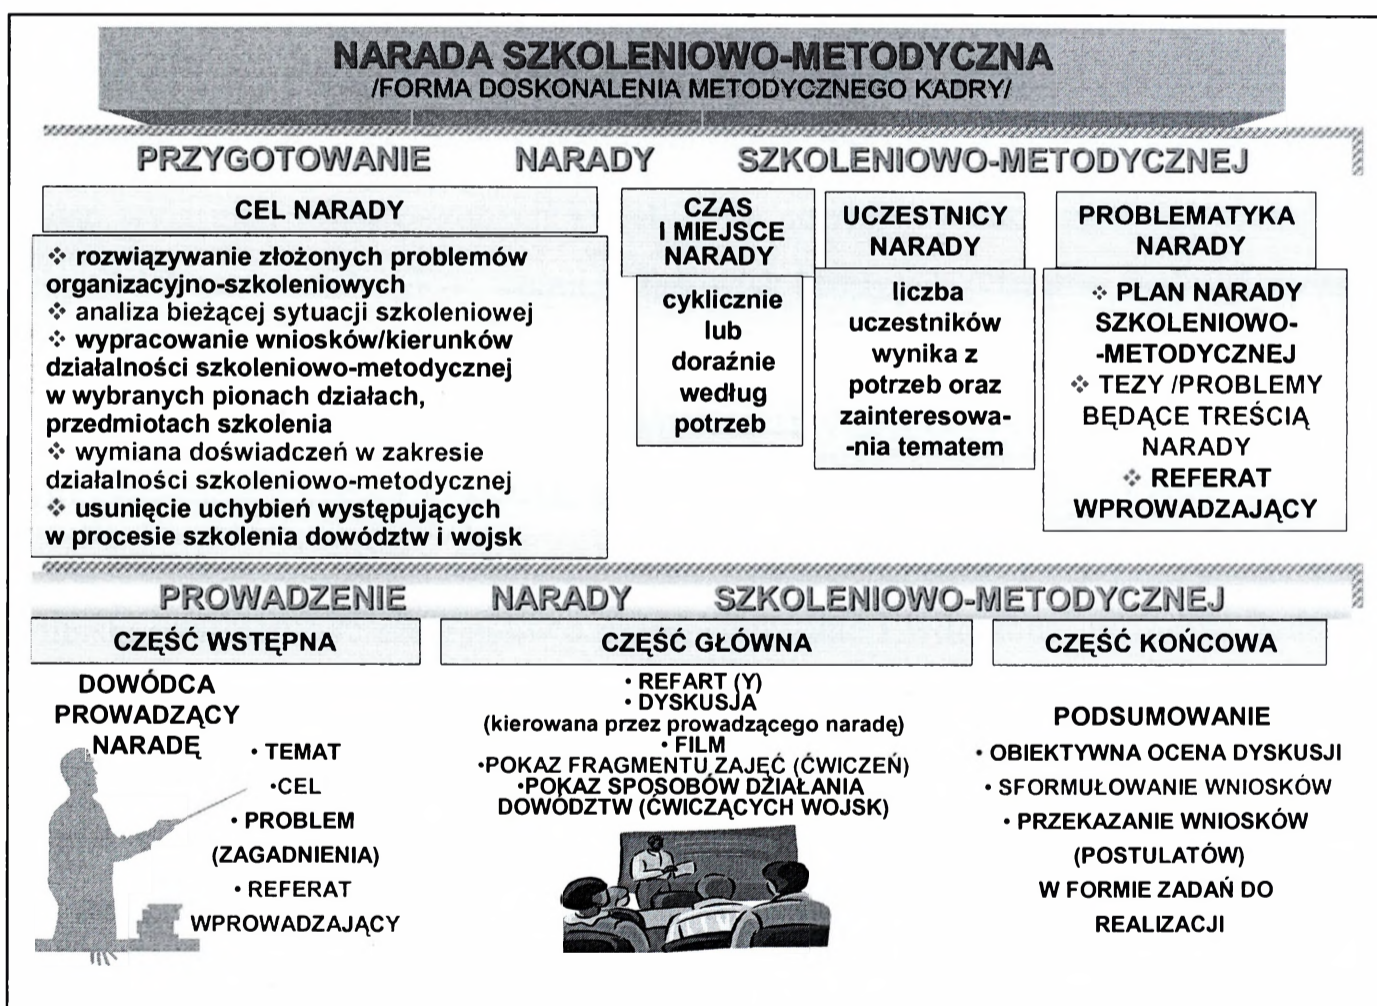 NARADA SZKOLENIOWO-METODYCZNA
/FORMA DOSKONALENIA METODYCZNEGO KADRY/
PRZYGOTOWANIE NARADY SZKOLENIOWO-METODYCZNEJ
CEL NARADY
❖ rozwiązywanie złożonych problemów
organizacyjno-szkoleniowych
❖ analiza bieżącej sytuacji szkoleniowej
❖ wypracowanie wniosków/kierunków
działalności szkoleniowo-metodycznej
w wybranych pionach działach,
przedmiotach szkolenia
❖ wymiana doświadczeń w zakresie
działalności szkoleniowo-metodycznej
❖ usunięcie uchybień występujących
w procesie szkolenia dowództw i wojsk
CZAS
I MIEJSCE
NARADY
cyklicznie
lub
doraźnie
według
potrzeb
UCZESTNICY
NARADY
liczba
uczestników
wynika z
potrzeb oraz
zainteresowa-
-nia tematem
PROBLEMATYKA
NARADY
❖ PLAN NARADY
SZKOLENIOWO-
-METODYCZNEJ
❖ TEZY /PROBLEMY
BĘDĄCE TREŚCIĄ
NARADY
❖ REFERAT
WPROWADZAJĄCY
PROWADZENIE NARADY SZKOLENIOWO-METODYCZNEJ
CZĘŚĆ WSTĘPNA
DOWÓDCA
PROWADZĄCY
NARADĘ
• TEMAT
•CEL
• PROBLEM
(ZAGADNIENIA)
• REFERAT
WPROWADZAJĄCY
CZĘŚĆ GŁÓWNA
• REFART (Y)
• DYSKUSJA
(kierowana przez prowadzącego naradę)
• FILM
•POKAZ FRAGMENTU ZAJĘĆ (ĆWICZEŃ)
•POKAZ SPOSOBÓW DZIAŁANIA
DOWÓDZTW (ĆWICZĄCYCH WOJSK)
CZĘŚĆ KOŃCOWA
PODSUMOWANIE
• OBIEKTYWNA OCENA DYSKUSJI
• SFORMUŁOWANIE WNIOSKÓW
• PRZEKAZANIE WNIOSKÓW
(POSTULATÓW)
W FORMIE ZADAŃ DO
REALIZACJI